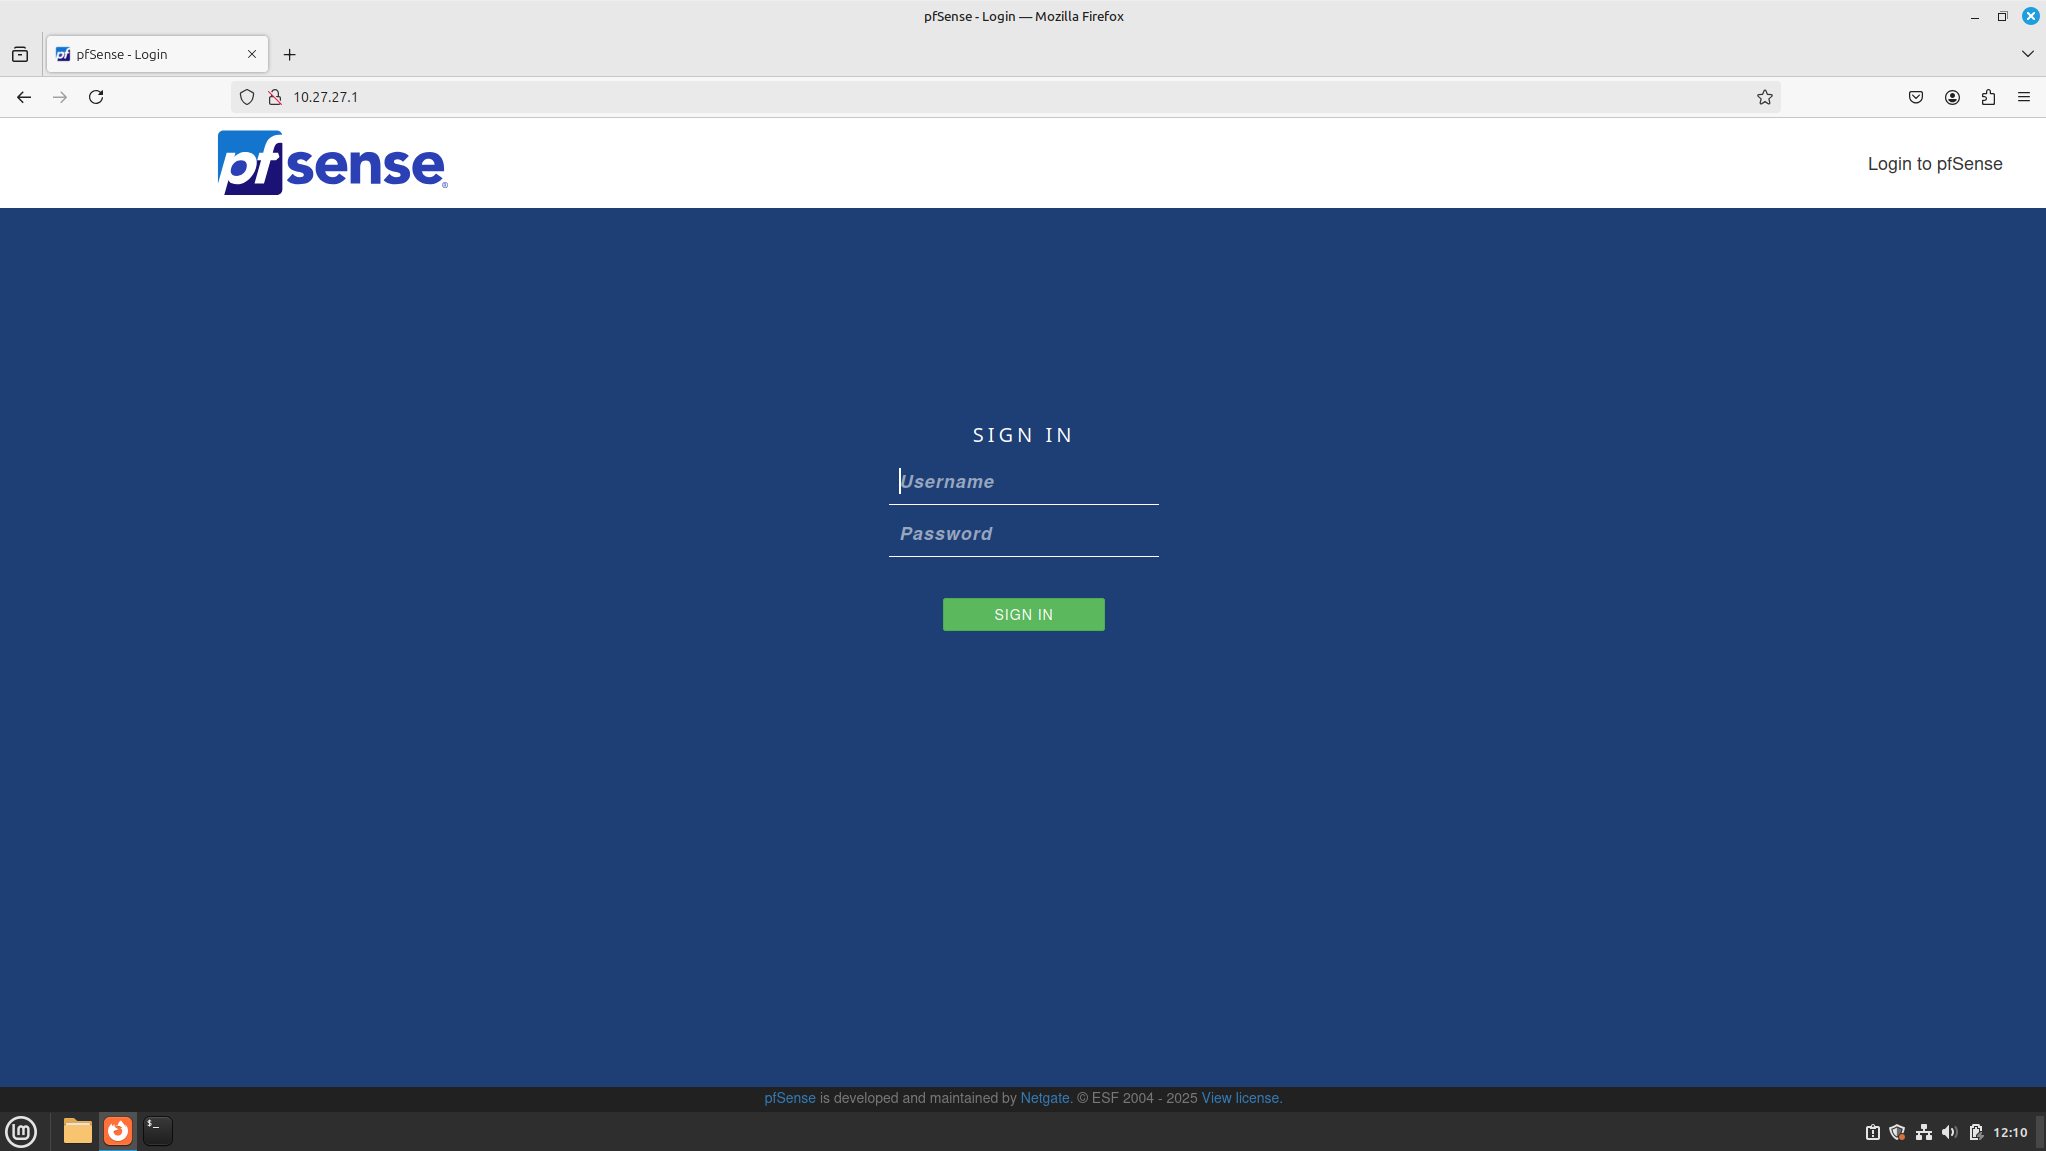 pfSense - Login — Mozilla Firefox
pfSense - Login
10.27.27.1
pfsense®
Login to pfSense
SIGN IN
Username
Password
SIGN IN
pfSense is developed and maintained by Netgate. © ESF 2004 - 2025 View license.
lm
$_
12:10